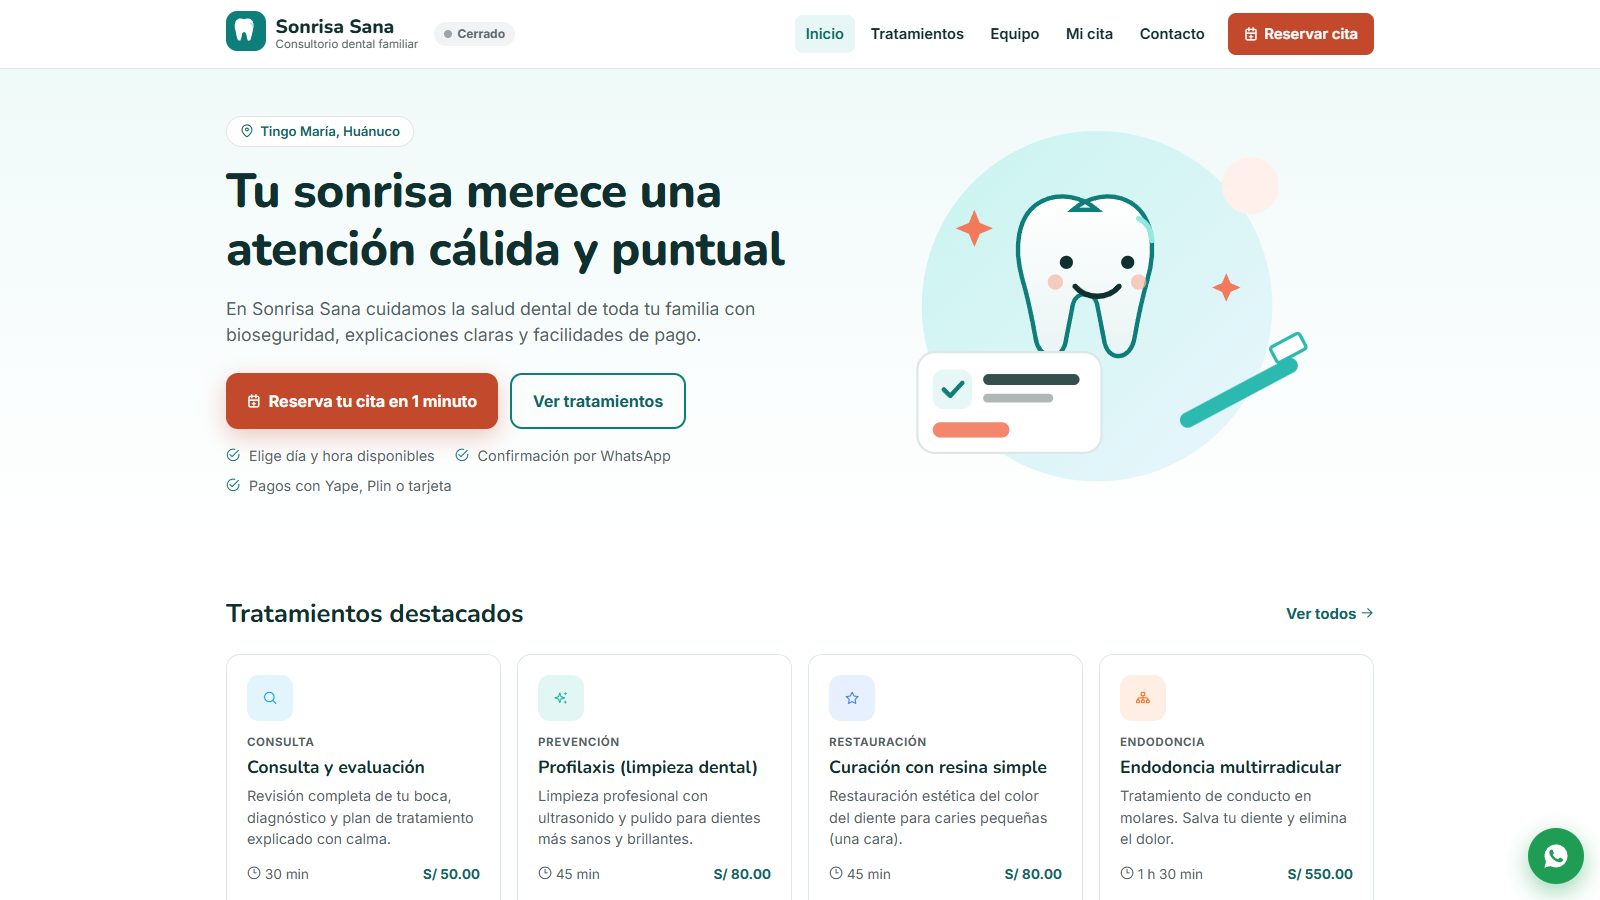 Sonrisa Sana
Consultorio dental familiar
Cerrado
Inicio
Tratamientos
Equipo
Mi cita
Contacto
Reservar cita
Tingo María, Huánuco
Tu sonrisa merece una
atención cálida y puntual
En Sonrisa Sana cuidamos la salud dental de toda tu familia con
bioseguridad, explicaciones claras y facilidades de pago.
Reserva tu cita en 1 minuto
Ver tratamientos
Elige día y hora disponibles
Confirmación por WhatsApp
Pagos con Yape, Plin o tarjeta
Tratamientos destacados
Ver todos
CONSULTA
Consulta y evaluación
Revisión completa de tu boca,
diagnóstico y plan de tratamiento
explicado con calma.
30 min
S/ 50.00
PREVENCIÓN
Profilaxis (limpieza dental)
Limpieza profesional con
ultrasonido y pulido para dientes
más sanos y brillantes.
45 min
S/ 80.00
RESTAURACIÓN
Curación con resina simple
Restauración estética del color
del diente para caries pequeñas
(una cara).
45 min
S/ 80.00
ENDODONCIA
Endodoncia multirradicular
Tratamiento de conducto en
molares. Salva tu diente y elimina
el dolor.
1 h 30 min
S/ 550.00